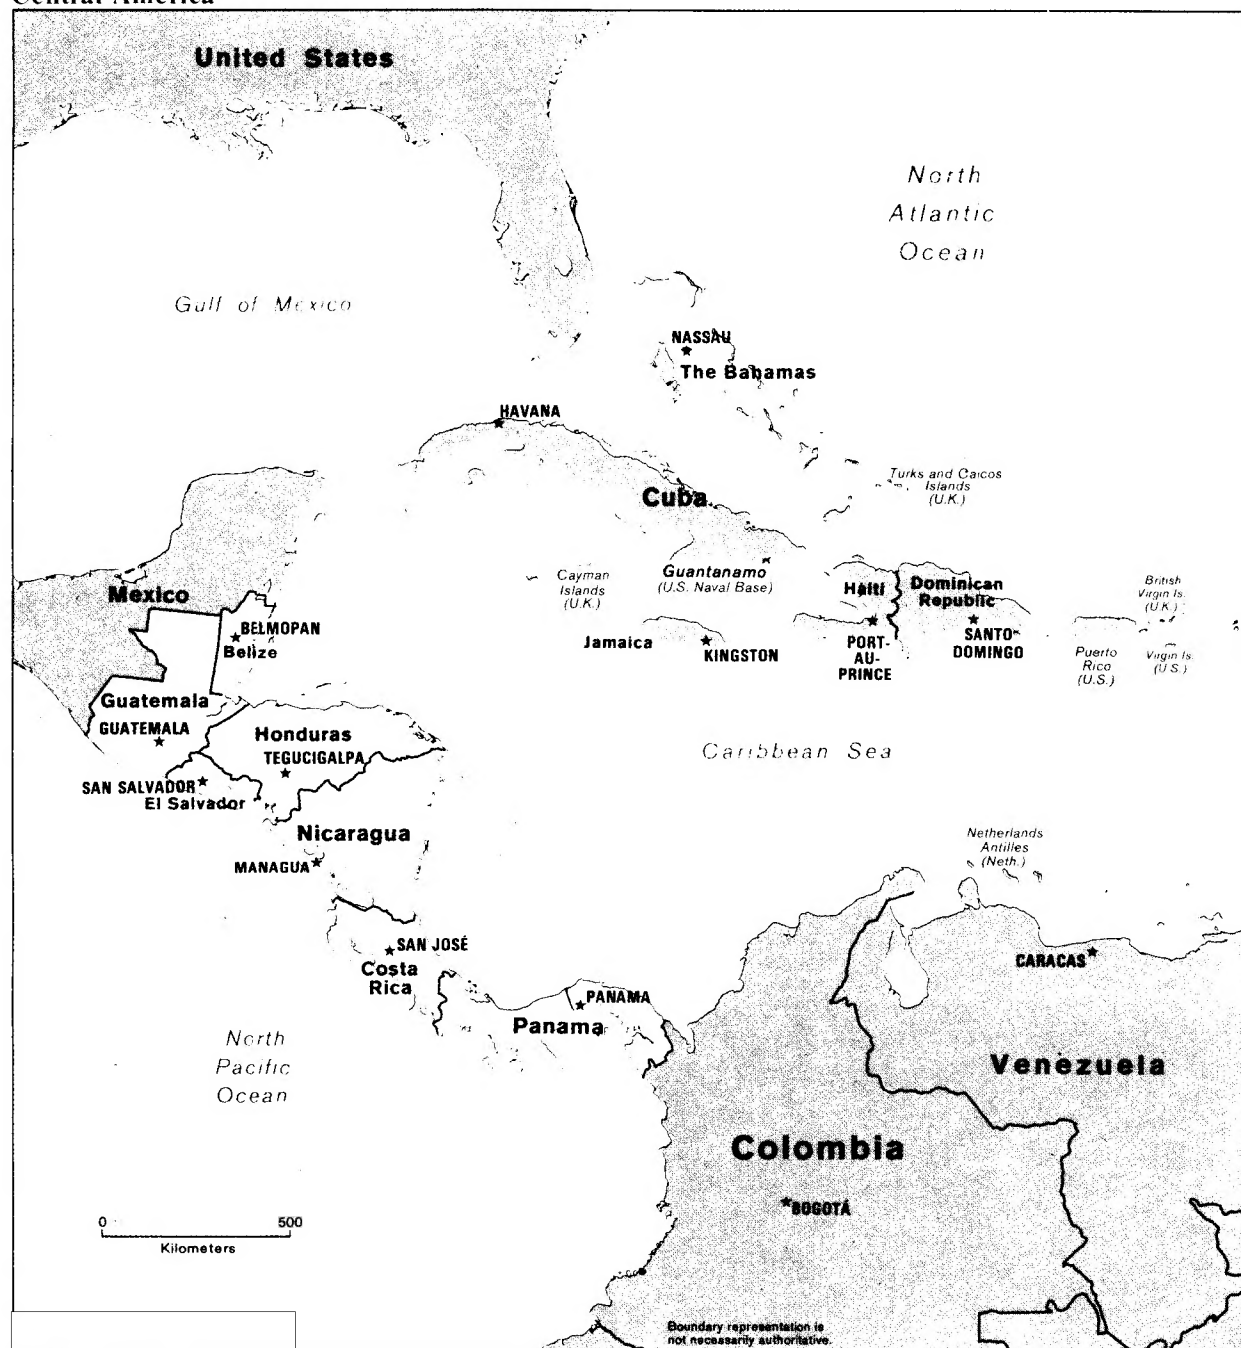 Central America
United States
North
Atlantic
Ocean
Gulf of Mexico
NASSAU
The Bahamas
HAVANA
Turks and Caicos
Islands
(U.K.)
Cuba
Cayman
Islands
(U.K.)
Guantanamo
(U.S. Naval Base)
Haiti
Dominican
Republic
British
Virgin Is.
(U.K.)
Mexico
BELMOPAN
Belize
Jamaica
KINGSTON
PORT-
AU-
PRINCE
SANTO
DOMINGO
Puerto
Rico
(U.S.)
Virgin Is.
(U.S.)
Guatemala
GUATEMALA
Honduras
TEGUCIGALPA
Caribbean Sea
SAN SALVADOR
El Salvador
Nicaragua
MANAGUA
Netherlands
Antilles
(Neth.)
SAN JOSÉ
Costa
Rica
CARACAS
PANAMA
Panama
North
Pacific
Ocean
Venezuela
Colombia
BOGOTÁ
0 500
Kilometers
Boundary representation is
not necessarily authoritative.